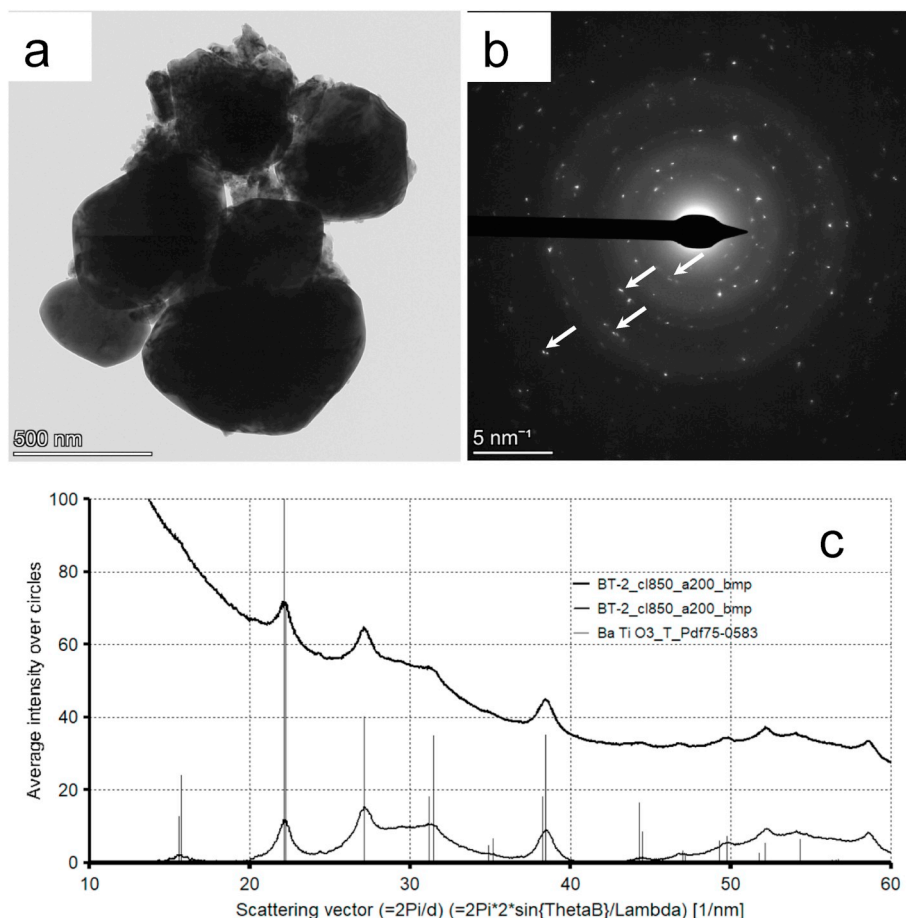 a
b
500 nm
5 nm⁻¹
c
100
80
60
40
20
0
Average intensity over circles
BT-2_cl850_a200_bmp
BT-2_cl850_a200_bmp
Ba Ti O3_T_Pdf75-0583
10 20 30 40 50 60
Scattering vector (=2Pi/d) (=2Pi*2*sin{ThetaB}/Lambda) [1/nm]